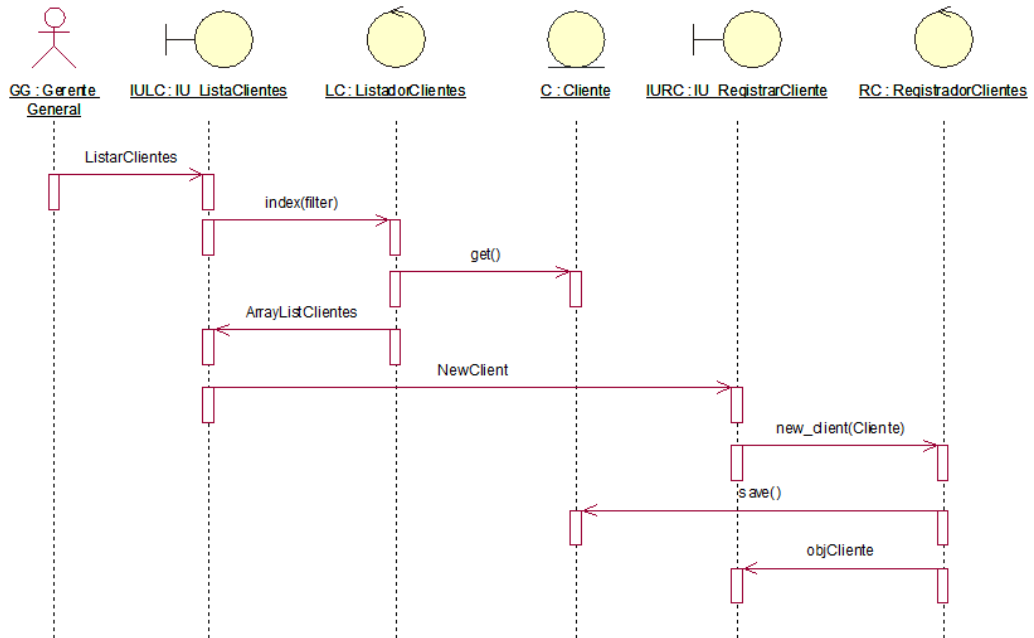 GG : Gerente
General
IULC : IU_ListaClientes
LC : ListadorClientes
C : Cliente
IURC : IU_RegistrarCliente
RC : RegistradorClientes
ListarClientes
index(filter)
get()
ArrayListClientes
NewClient
new_client(Cliente)
save()
objCliente